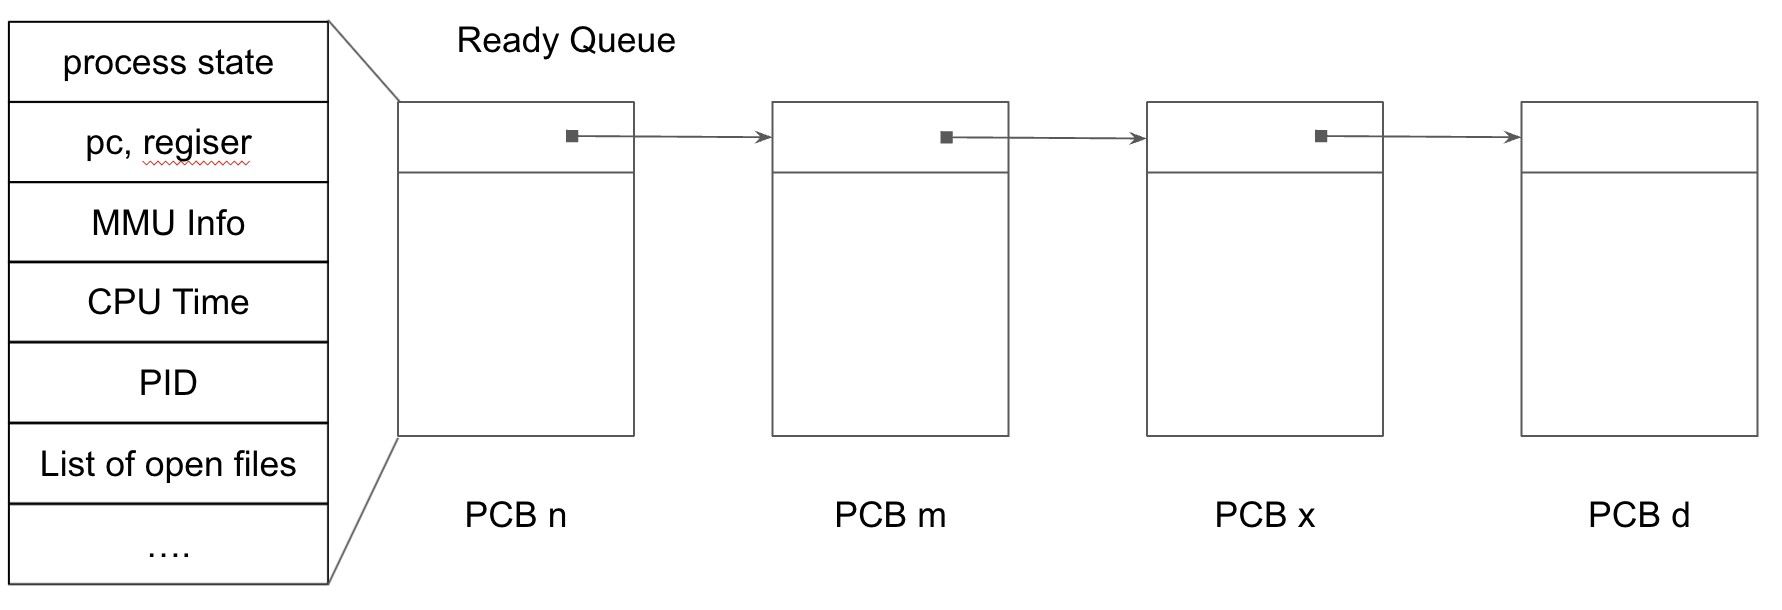 Ready Queue
process state
pc, regiser
MMU Info
CPU Time
PID
List of open files
....
PCB n
PCB m
PCB x
PCB d